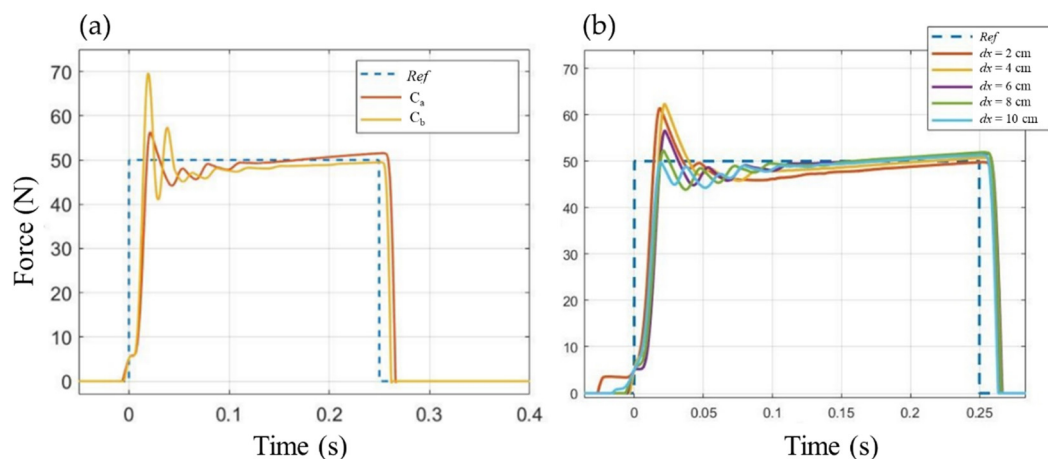 (a)
70
60
50
40
30
20
10
0
Force (N)
Ref
Ca
Cb
0 0.1 0.2 0.3 0.4
Time (s)
(b)
70
60
50
40
30
20
10
0
Ref
dx = 2 cm
dx = 4 cm
dx = 6 cm
dx = 8 cm
dx = 10 cm
0 0.05 0.1 0.15 0.2 0.25
Time (s)